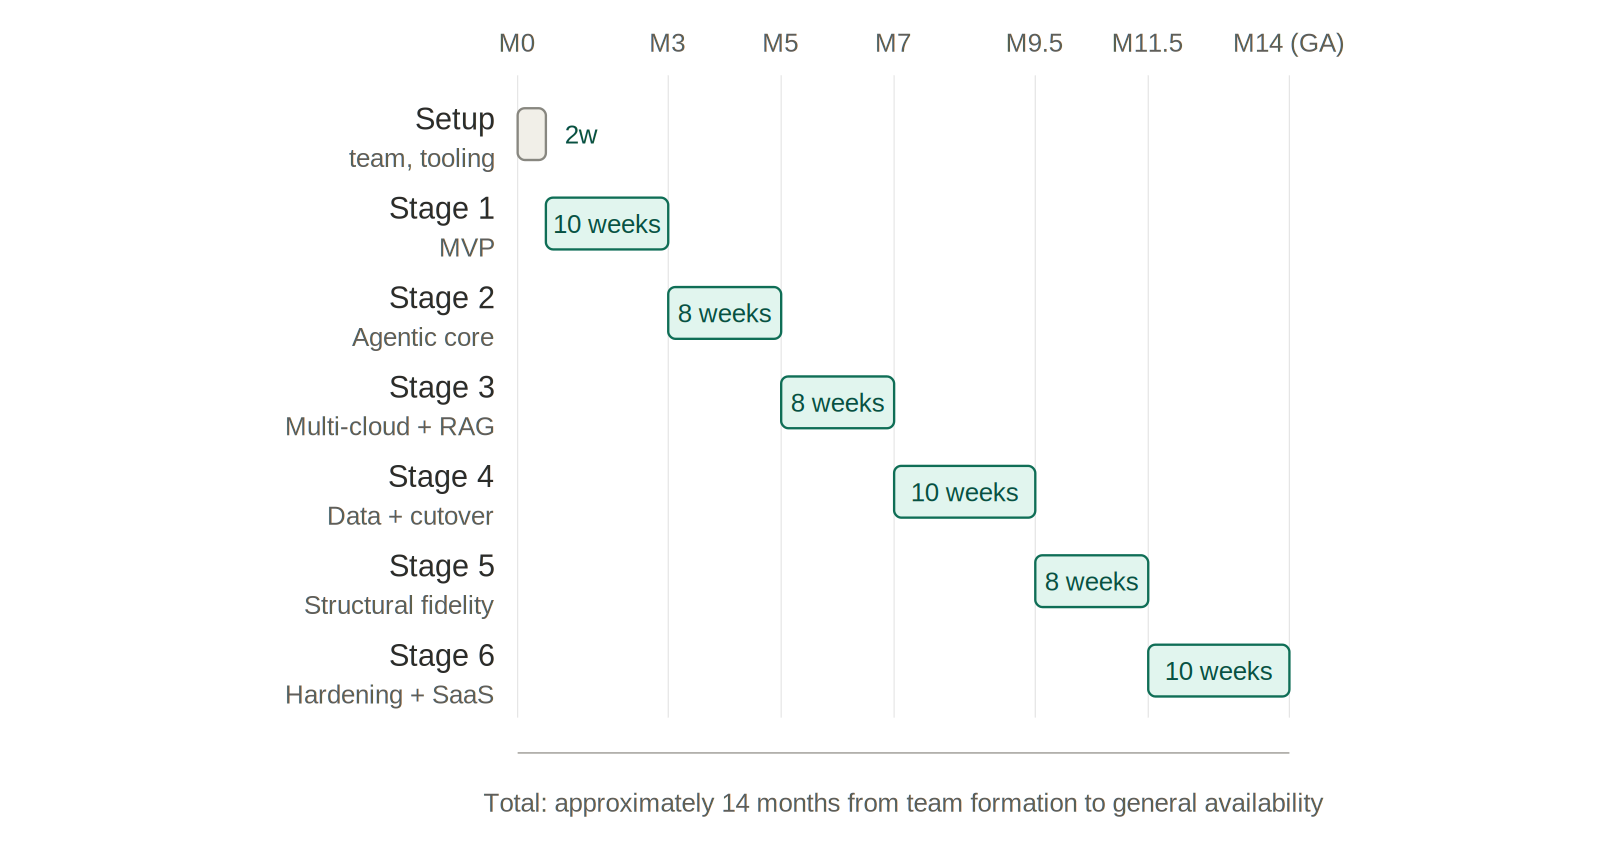 M0 M3 M5 M7 M9.5 M11.5 M14 (GA)
Setup
team, tooling
2w
Stage 1
MVP
10 weeks
Stage 2
Agentic core
8 weeks
Stage 3
Multi-cloud + RAG
8 weeks
Stage 4
Data + cutover
10 weeks
Stage 5
Structural fidelity
8 weeks
Stage 6
Hardening + SaaS
10 weeks
Total: approximately 14 months from team formation to general availability